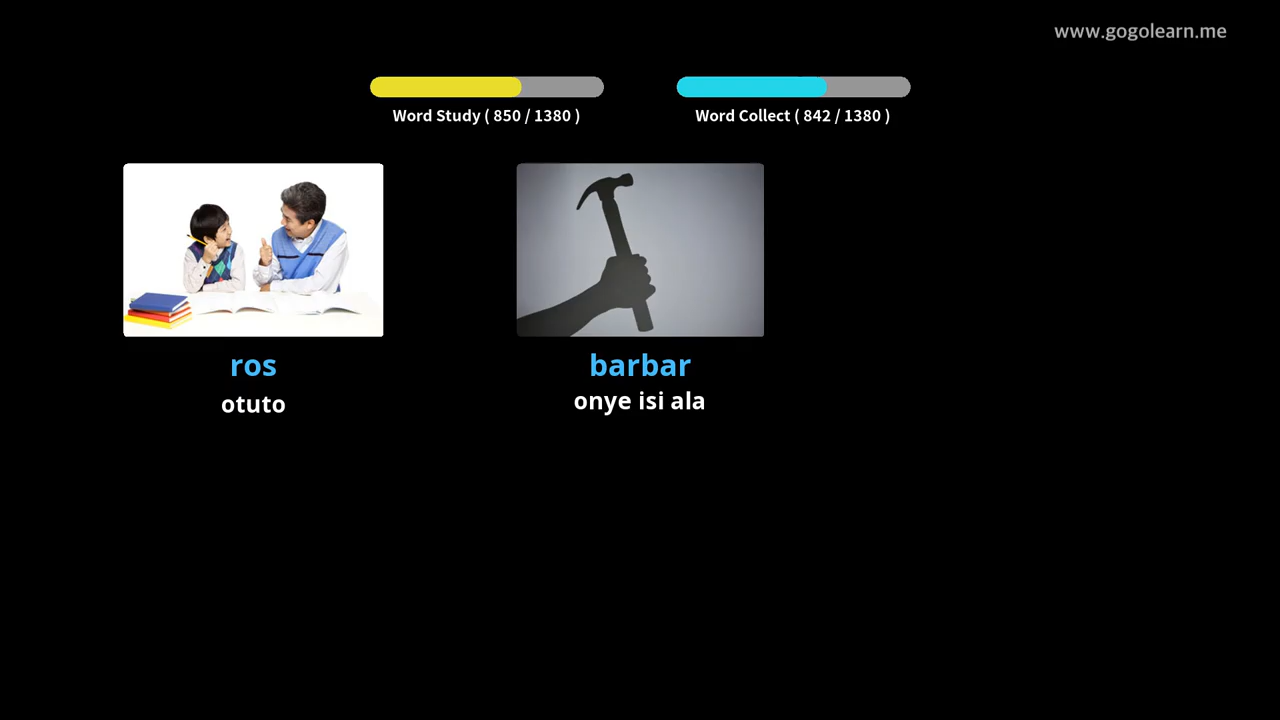 www.gogolearn.me
Word Study ( 850 / 1380 )
Word Collect ( 842 / 1380 )
ros
otuto
barbar
onye isi ala